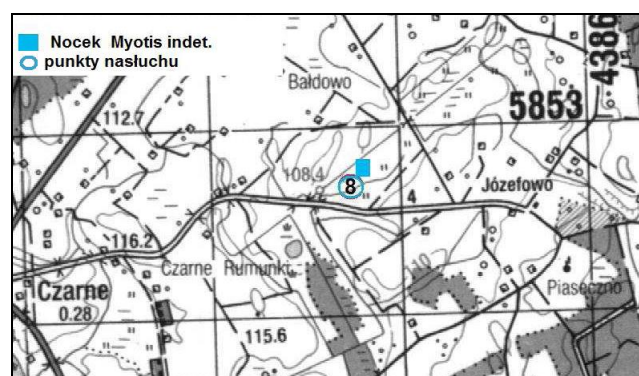 Nocek Myotis indet.
punkty nasłuchu
Bałdowo
4386
5853
112.7
108.4
8
Józefowo
4
116.2
Czarne Rumunki
Czarne
0.28
Piaseczno
115.6